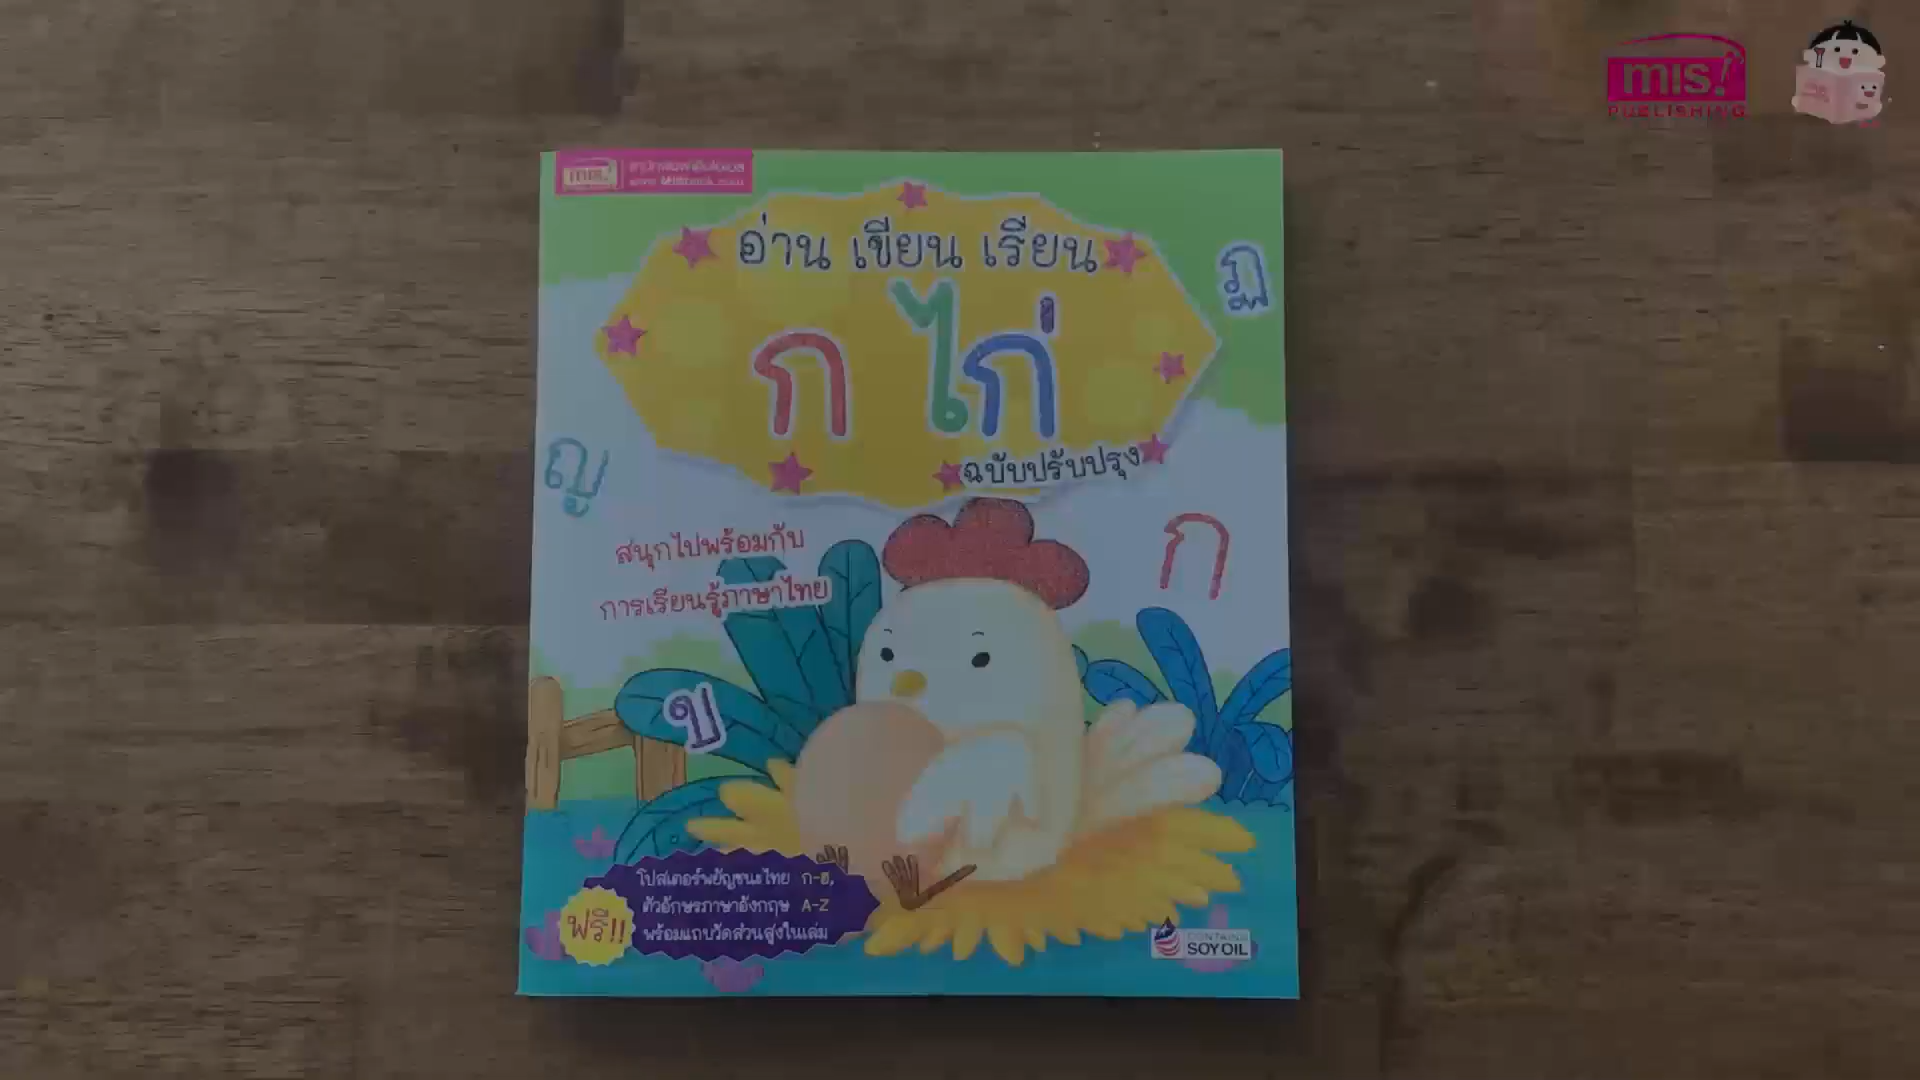 mis!
PUBLISHING
mis!
อ่าน เขียน เรียน
ก ไก่
ฉบับปรับปรุง
ฏ
ญ
ก
ข
สนุกไปพร้อมกับ
การเรียนรู้ภาษาไทย
ฟรี!!
โปสเตอร์พยัญชนะไทย ก-ฮ,
ตัวอักษรภาษาอังกฤษ A-Z
พร้อมแถบวัดส่วนสูงในเล่ม
CONTAINS
SOY OIL